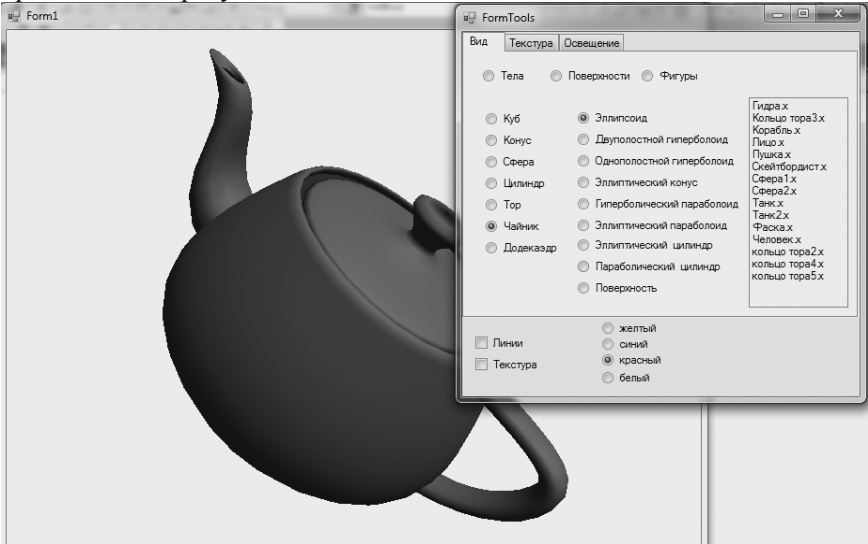 Form1
FormTools
Вид Текстура Освещение
Тела Поверхности Фигуры
Куб
Конус
Сфера
Цилиндр
Тор
Чайник
Додекаэдр
Эллипсоид
Двуполостной гиперболоид
Однополостной гиперболоид
Эллиптический конус
Гиперболический параболоид
Эллиптический параболоид
Эллиптический цилиндр
Параболический цилиндр
Поверхность
Гидра.x
Кольцо тора3.x
Корабль.x
Лицо.x
Пушка.x
Скейтбордист.x
Сфера1.x
Сфера2.x
Танк.x
Танк2.x
Фаска.x
Человек.x
кольцо тора2.x
кольцо тора4.x
кольцо тора5.x
Линии
Текстура
желтый
синий
красный
белый